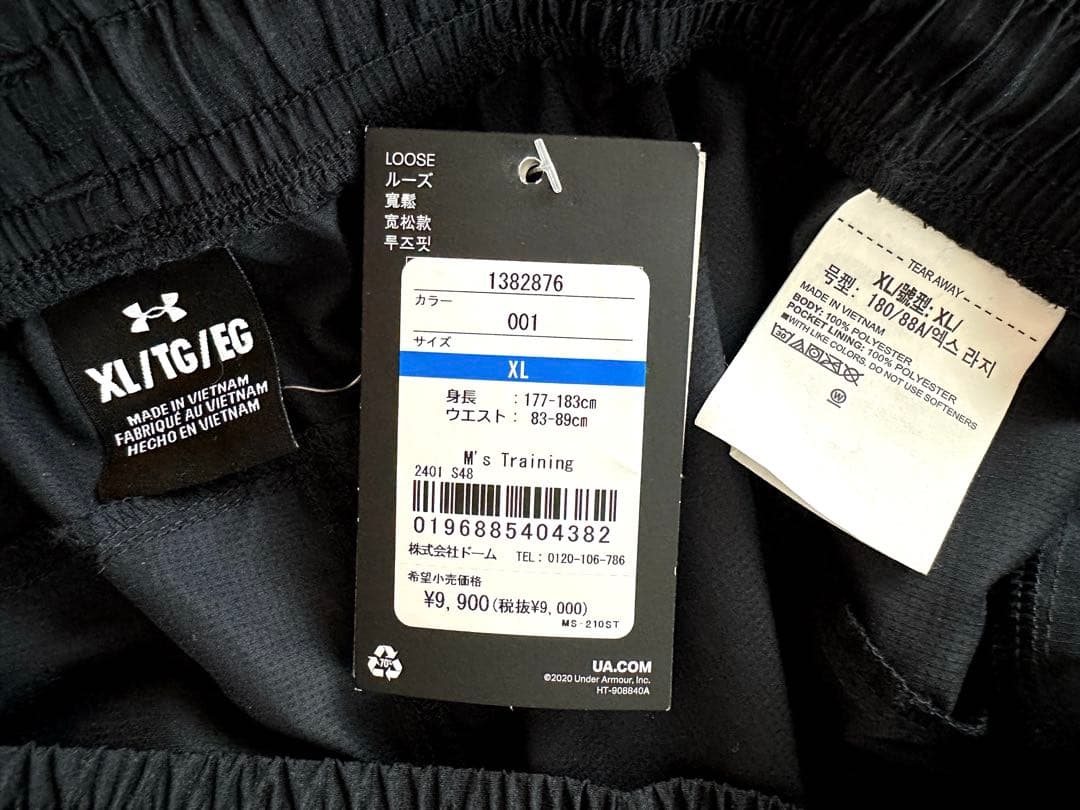 XL/TG/EG
MADE IN VIETNAM
FABRIQUÉ AU VIETNAM
HECHO EN VIETNAM
LOOSE
ルーズ
寬鬆
宽松款
루즈핏
1382876
カラー
001
サイズ
XL
身長 :177-183cm
ウエスト: 83-89cm
M's Training
2401 S48
0196885404382
株式会社ドーム TEL: 0120-106-786
希望小売価格
¥9,900(税抜¥9,000)
MS-210ST
70%
UA.COM
©2020 Under Armour, Inc.
HT-908840A
TEAR AWAY
XL/號型: XL/
号型: 180/88A/엑스 라지
MADE IN VIETNAM
BODY: 100% POLYESTER
POCKET LINING: 100% POLYESTER
■WITH LIKE COLORS. DO NOT USE SOFTENERS
30
W